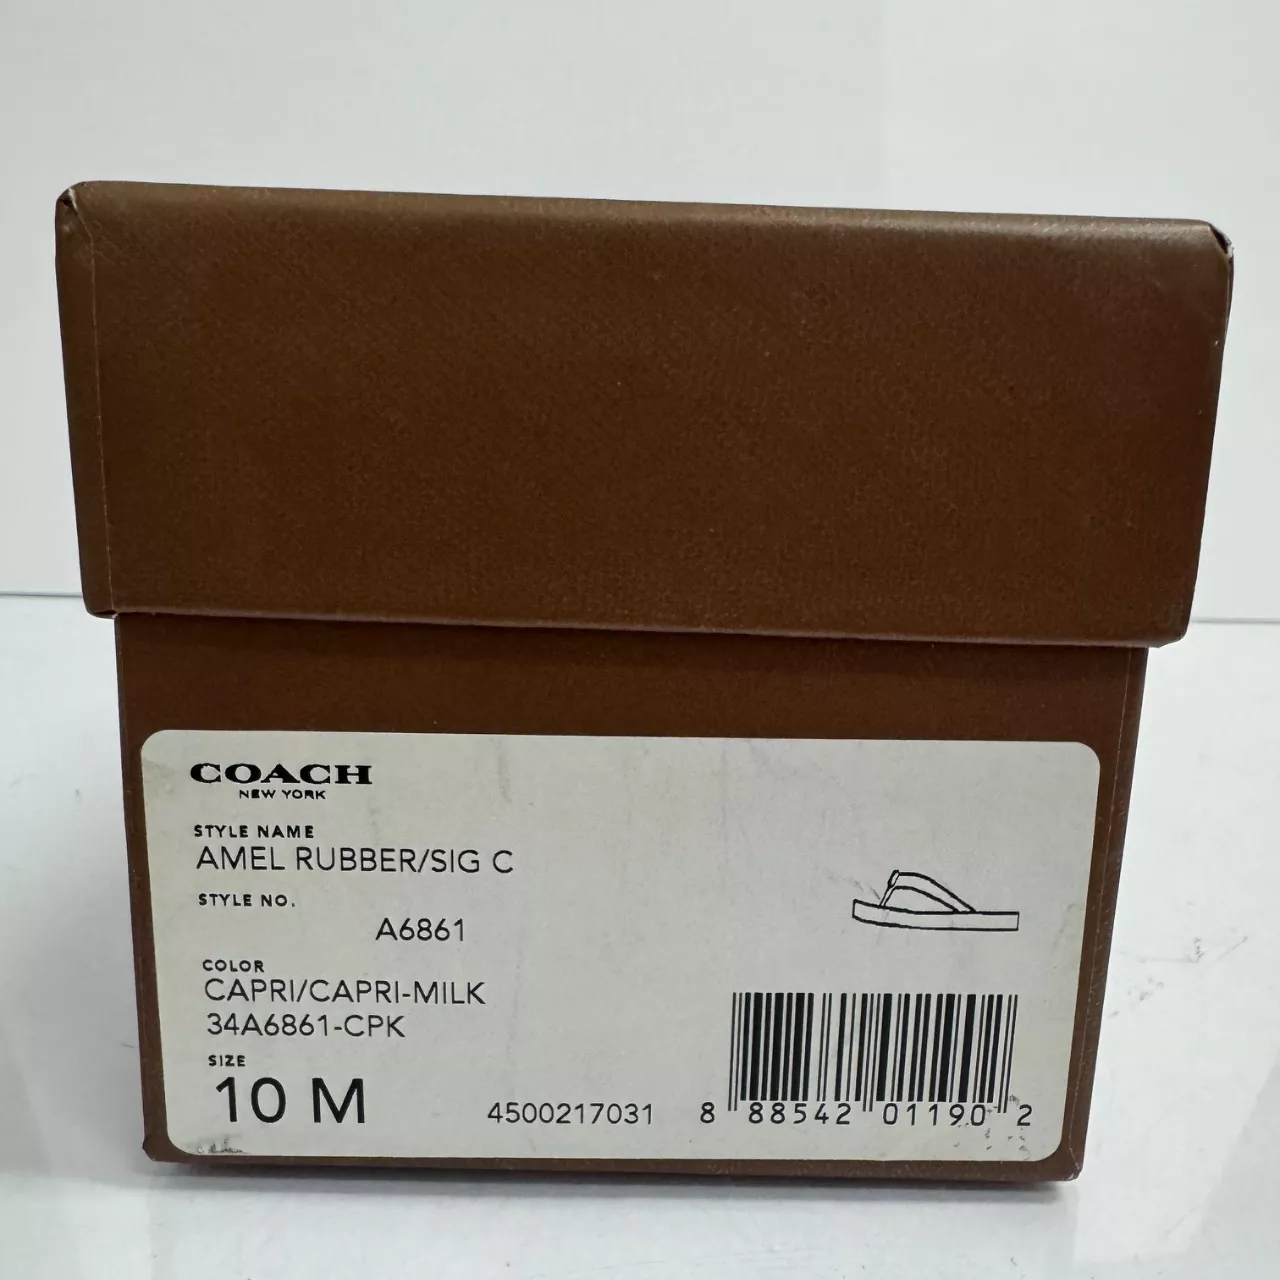 COACH
NEW YORK
STYLE NAME
AMEL RUBBER/SIG C
STYLE NO.
A6861
COLOR
CAPRI/CAPRI-MILK
34A6861-CPK
SIZE
10 M
4500217031
8 88542 01190 2